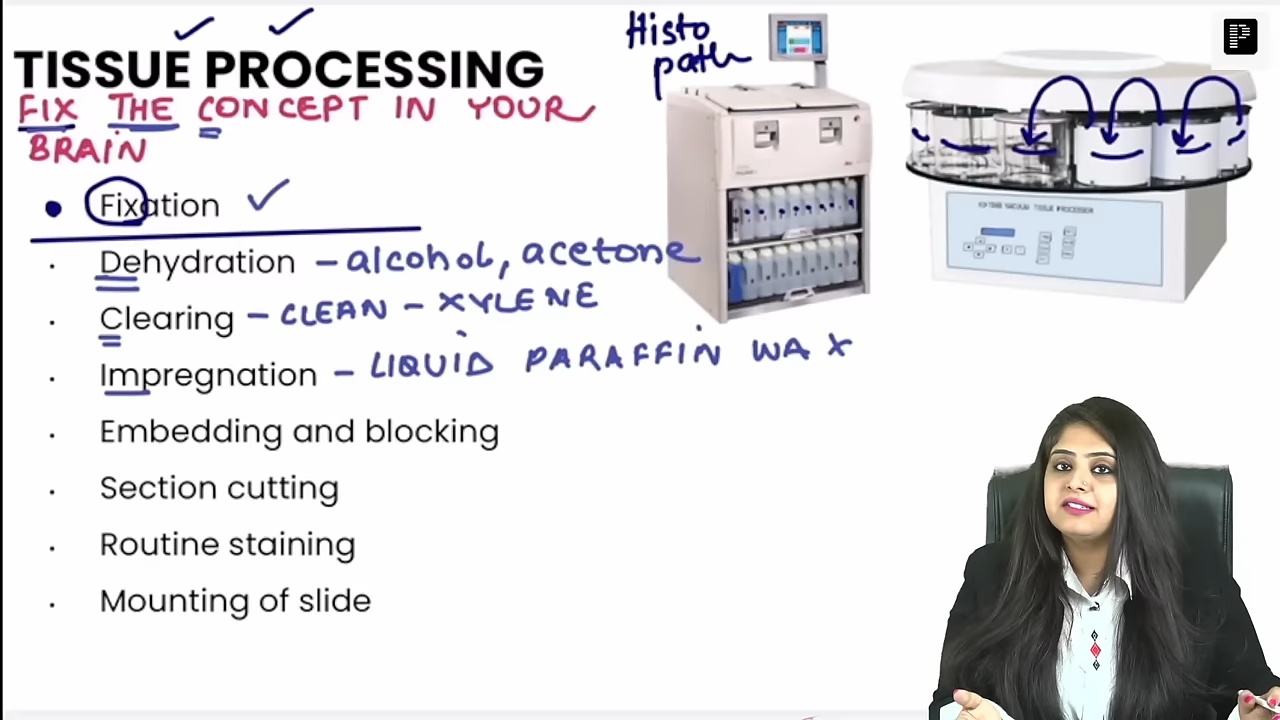 TISSUE PROCESSING
FIX THE CONCEPT IN YOUR
BRAIN
• Fixation
· Dehydration – alcohol, acetone
· Clearing – CLEAN – XYLENE
· Impregnation – LIQUID PARAFFIN WAX
· Embedding and blocking
· Section cutting
· Routine staining
· Mounting of slide
Histo
path
P